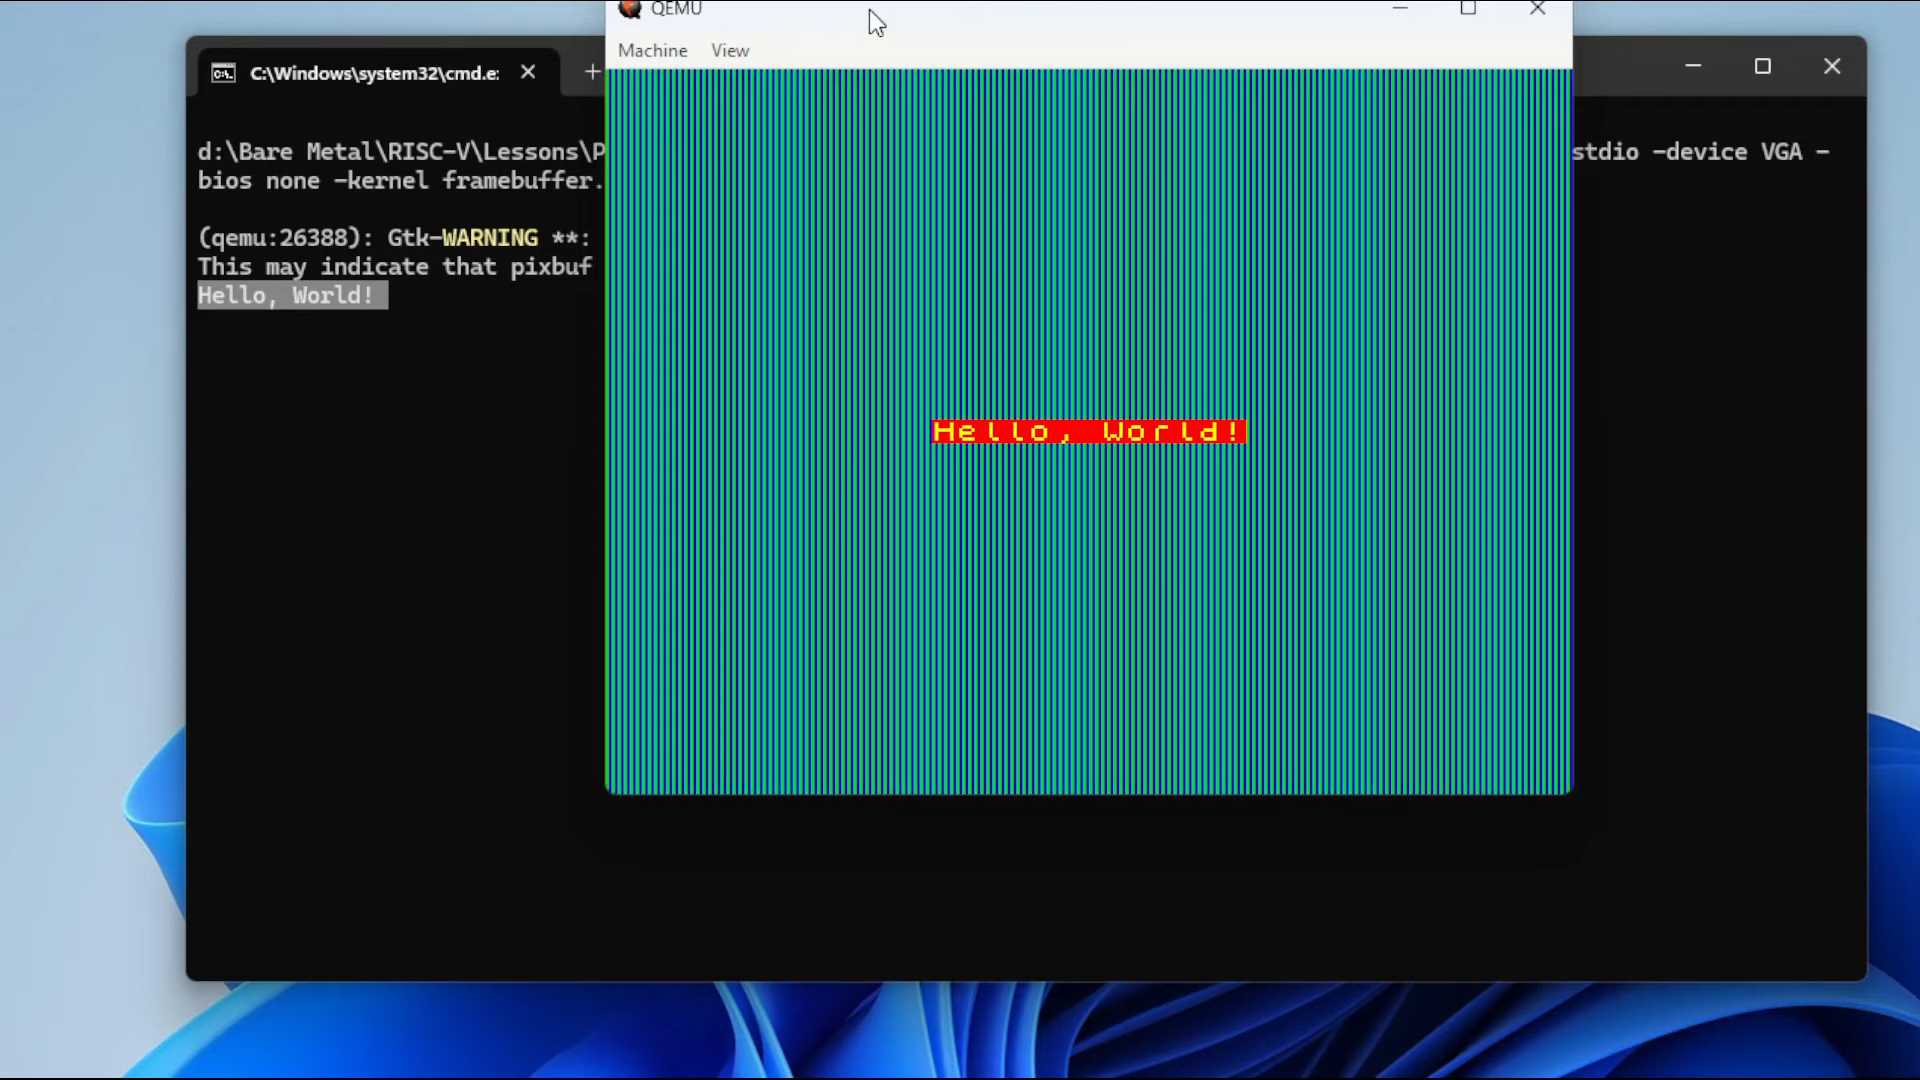 QEMU
Machine View
C:\Windows\system32\cmd.e:
d:\Bare Metal\RISC-V\Lessons\P
stdio -device VGA -
bios none -kernel framebuffer.
(qemu:26388): Gtk-WARNING **:
This may indicate that pixbuf
Hello, World!
Hello, World!